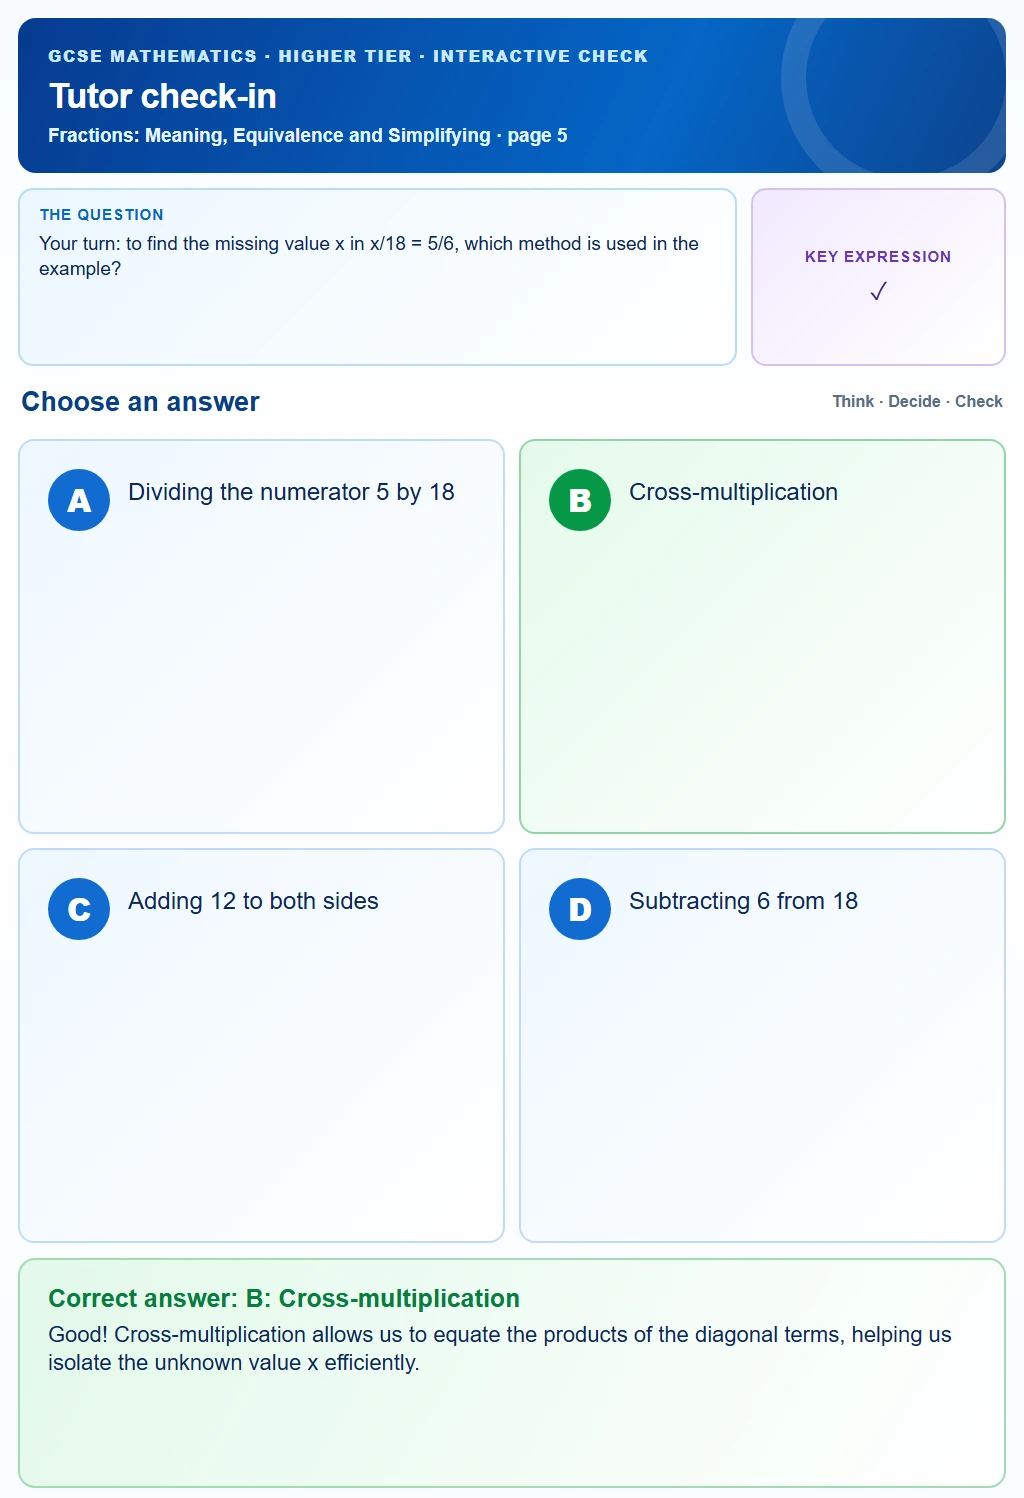 GCSE MATHEMATICS · HIGHER TIER · INTERACTIVE CHECK
Tutor check-in
Fractions: Meaning, Equivalence and Simplifying · page 5
THE QUESTION
Your turn: to find the missing value x in x/18 = 5/6, which method is used in the
example?
KEY EXPRESSION
✓
Choose an answer
Think · Decide · Check
A
Dividing the numerator 5 by 18
B
Cross-multiplication
C
Adding 12 to both sides
D
Subtracting 6 from 18
Correct answer: B: Cross-multiplication
Good! Cross-multiplication allows us to equate the products of the diagonal terms, helping us
isolate the unknown value x efficiently.